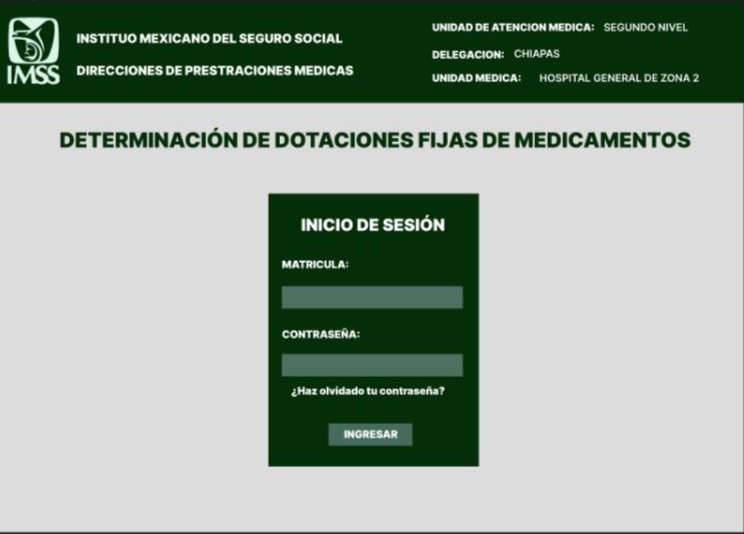 IMSS
INSTITUO MEXICANO DEL SEGURO SOCIAL
DIRECCIONES DE PRESTRACIONES MEDICAS
UNIDAD DE ATENCION MEDICA: SEGUNDO NIVEL
DELEGACION: CHIAPAS
UNIDAD MEDICA: HOSPITAL GENERAL DE ZONA 2
DETERMINACIÓN DE DOTACIONES FIJAS DE MEDICAMENTOS
INICIO DE SESIÓN
MATRICULA:
CONTRASEÑA:
¿Haz olvidado tu contraseña?
INGRESAR